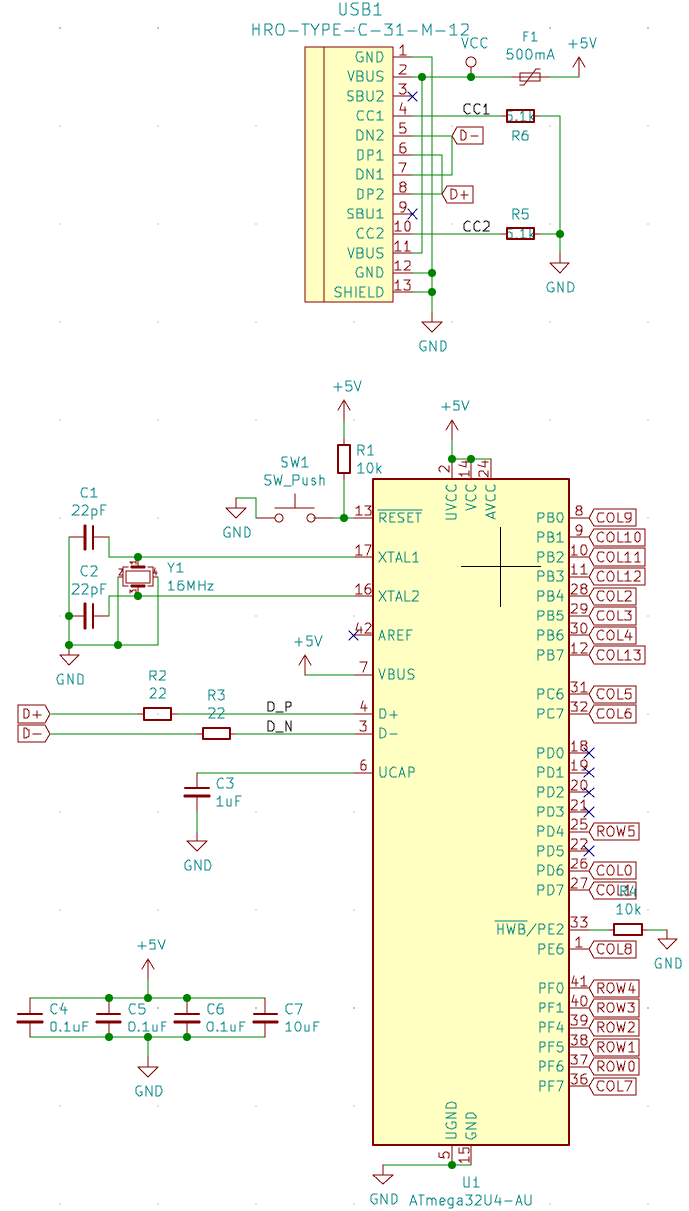 USB1
HRO-TYPE-C-31-M-12
GND 1
VBUS 2
SBU2 3
CC1 4
DN2 5
DP1 6
DN1 7
DP2 8
SBU1 9
CC2 10
VBUS 11
GND 12
SHIELD 13
VCC
F1
500mA
+5V
CC1
5.1k
R6
D-
D+
R5
CC2
5.1k
GND
GND
+5V
R1
10k
SW1
SW_Push
GND
C1
22pF
C2
22pF
Y1
16MHz
1
2
3
4
GND
+5V
R2
22
R3
22
D+
D-
D_P
D_N
C3
1uF
GND
+5V
2 14 24
UVCC VCC AVCC
13 RESET
17 XTAL1
16 XTAL2
42 AREF
7 VBUS
4 D+
3 D-
6 UCAP
PB0 8 COL9
PB1 9 COL10
PB2 10 COL11
PB3 11 COL12
PB4 28 COL2
PB5 29 COL3
PB6 30 COL4
PB7 12 COL13
PC6 31 COL5
PC7 32 COL6
PD0 18
PD1 19
PD2 20
PD3 21
PD4 25 ROW5
PD5 22
PD6 26 COL0
PD7 27 COL1
R4
10k
HWB/PE2 33
GND
PE6 1 COL8
PF0 41 ROW4
PF1 40 ROW3
PF4 39 ROW2
PF5 38 ROW1
PF6 37 ROW0
PF7 36 COL7
UGND GND
5 15
GND
U1
ATmega32U4-AU
+5V
C4
0.1uF
C5
0.1uF
C6
0.1uF
C7
10uF
GND